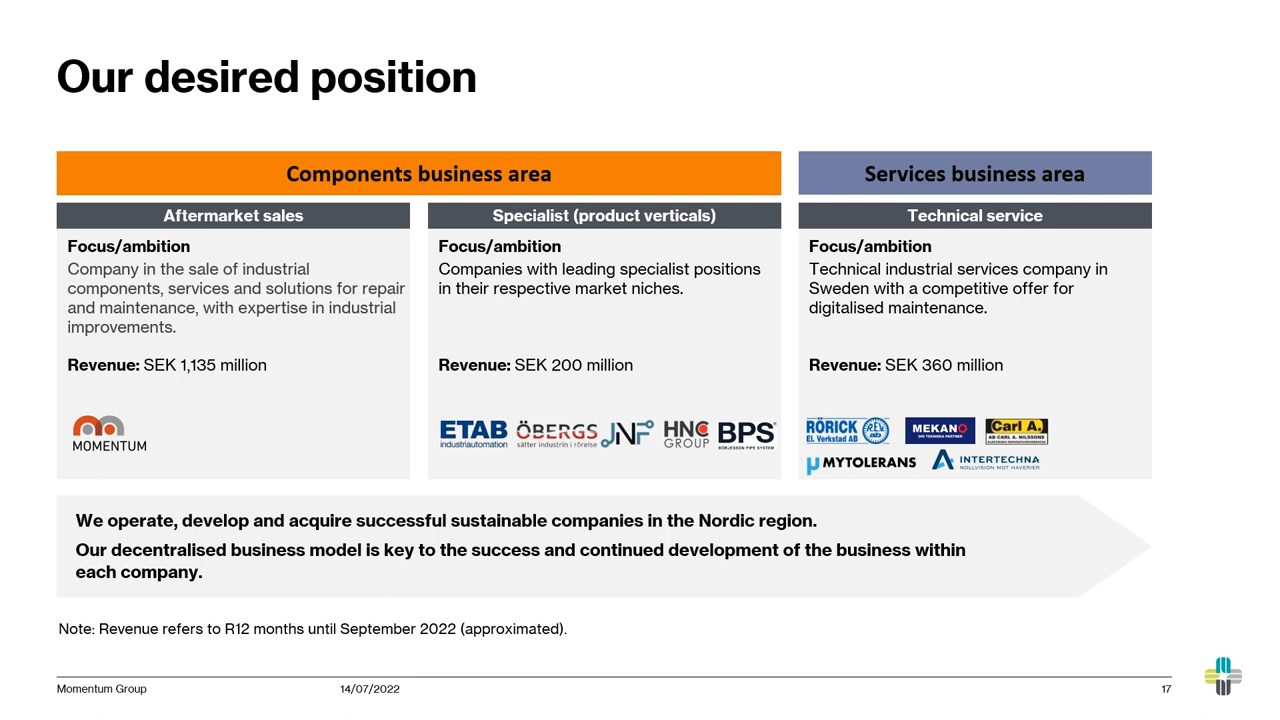 Our desired position
Components business area
Services business area
Aftermarket sales
Specialist (product verticals)
Technical service
Focus/ambition
Company in the sale of industrial
components, services and solutions for repair
and maintenance, with expertise in industrial
improvements.
Revenue: SEK 1,135 million
MOMENTUM
Focus/ambition
Companies with leading specialist positions
in their respective market niches.
Revenue: SEK 200 million
ETAB
industriautomation
ÖBERGS
sätter industrin i rörelse
JNF
HNC
GROUP
BPS
BÖRJESSON PIPE SYSTEM
Focus/ambition
Technical industrial services company in
Sweden with a competitive offer for
digitalised maintenance.
Revenue: SEK 360 million
RÖRICK
El. Verkstad AB
MEKANO
DIN TEKNISKA PARTNER
Carl A.
AB CARL A. NILSSONS
MYTOLERANS
INTERTECHNA
NOLLVISION MOT HAVERIER
We operate, develop and acquire successful sustainable companies in the Nordic region.
Our decentralised business model is key to the success and continued development of the business within
each company.
Note: Revenue refers to R12 months until September 2022 (approximated).
Momentum Group
14/07/2022
17